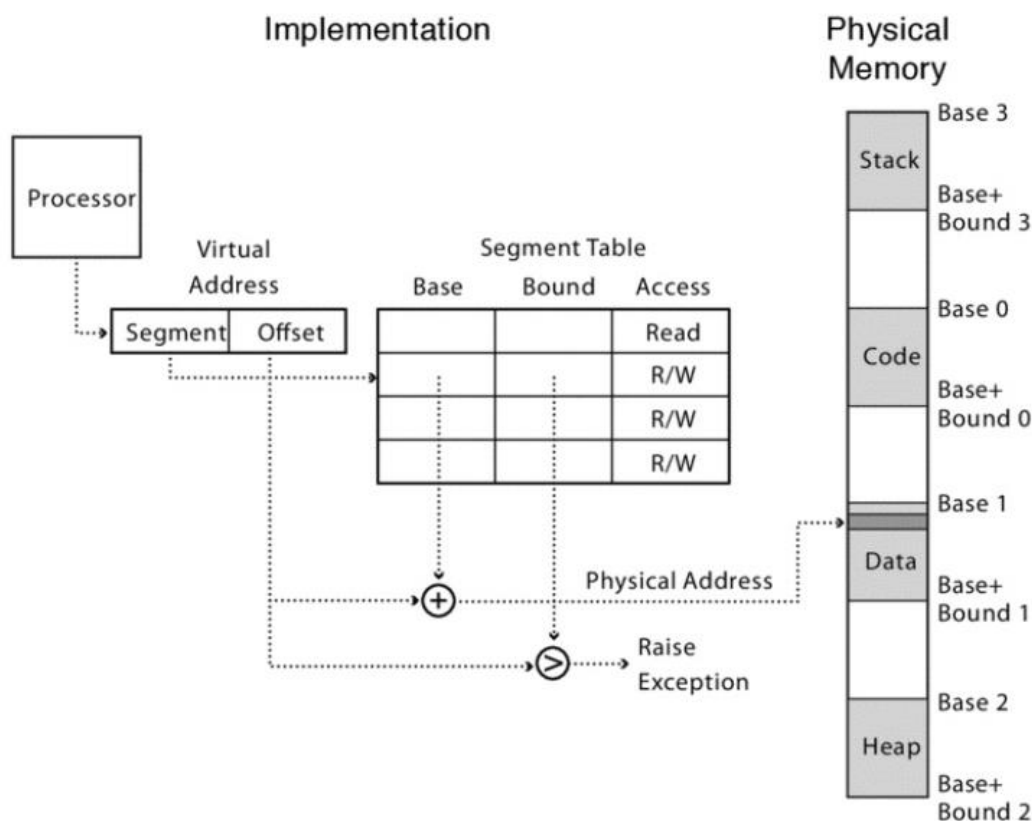 Implementation
Physical
Memory
Processor
Virtual
Address
Segment Offset
Segment Table
Base Bound Access
Read
R/W
R/W
R/W
Physical Address
+
>
Raise
Exception
Base 3
Stack
Base+
Bound 3
Base 0
Code
Base+
Bound 0
Base 1
Data
Base+
Bound 1
Base 2
Heap
Base+
Bound 2